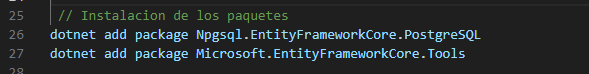 25 // Instalacion de los paquetes
26 dotnet add package Npgsql.EntityFrameworkCore.PostgreSQL
27 dotnet add package Microsoft.EntityFrameworkCore.Tools
28